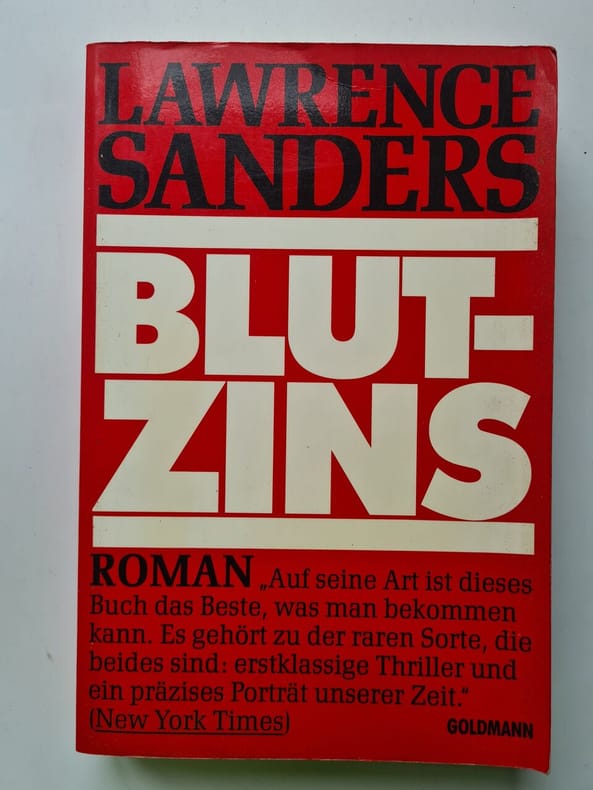 LAWRENCE
SANDERS
BLUT-
ZINS
ROMAN „Auf seine Art ist dieses
Buch das Beste, was man bekommen
kann. Es gehört zu der raren Sorte, die
beides sind: erstklassige Thriller und
ein präzises Porträt unserer Zeit.“
(New York Times)
GOLDMANN